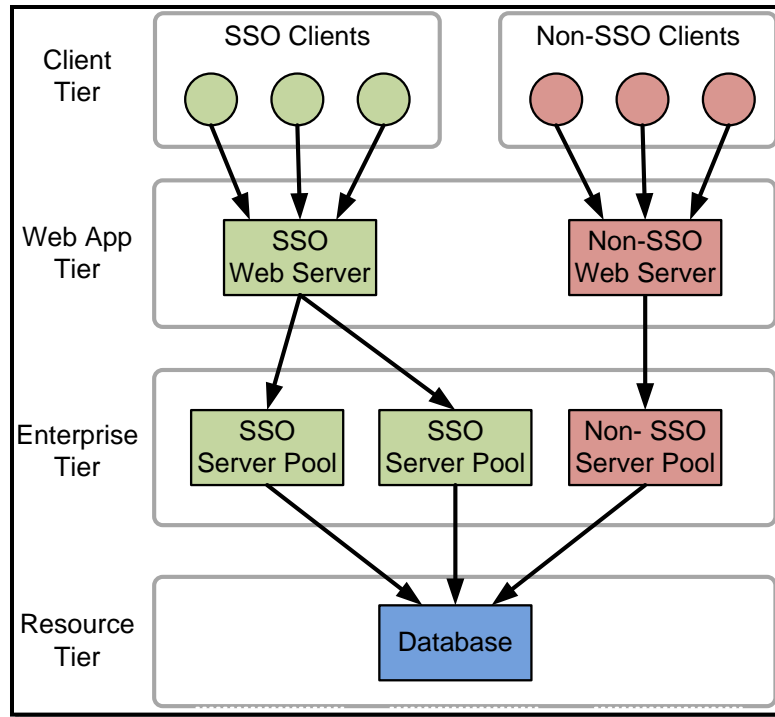 Client
Tier
SSO Clients
Non-SSO Clients
Web App
Tier
SSO
Web Server
Non-SSO
Web Server
Enterprise
Tier
SSO
Server Pool
SSO
Server Pool
Non- SSO
Server Pool
Resource
Tier
Database